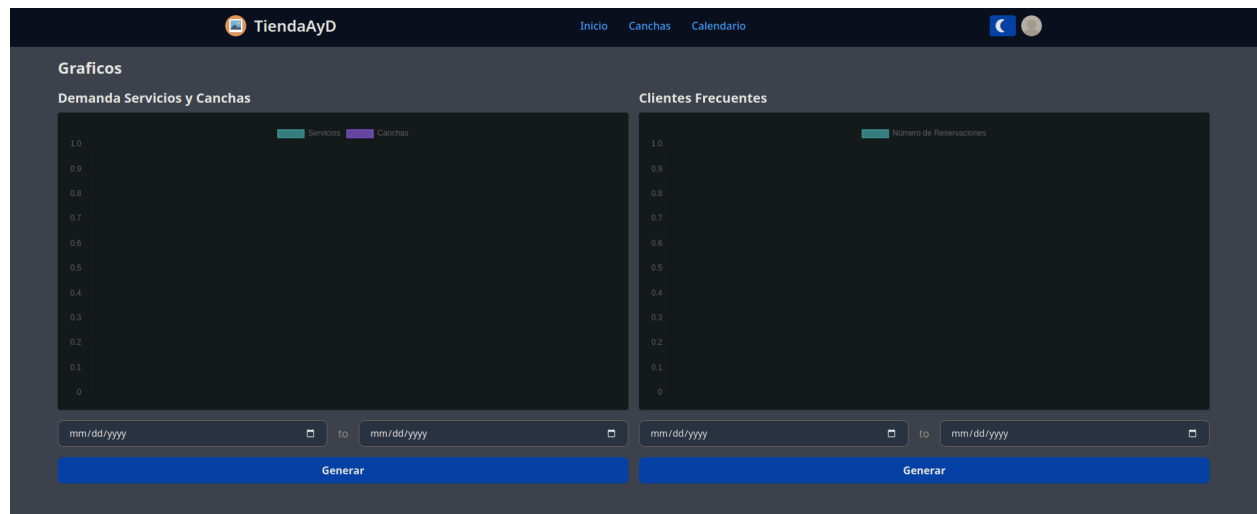 TiendaAyD
Inicio Canchas Calendario
Graficos
Demanda Servicios y Canchas
Servicios Canchas
1.0
0.9
0.8
0.7
0.6
0.5
0.4
0.3
0.2
0.1
0
mm/dd/yyyy to mm/dd/yyyy
Generar
Clientes Frecuentes
Número de Reservaciones
1.0
0.9
0.8
0.7
0.6
0.5
0.4
0.3
0.2
0.1
0
mm/dd/yyyy to mm/dd/yyyy
Generar